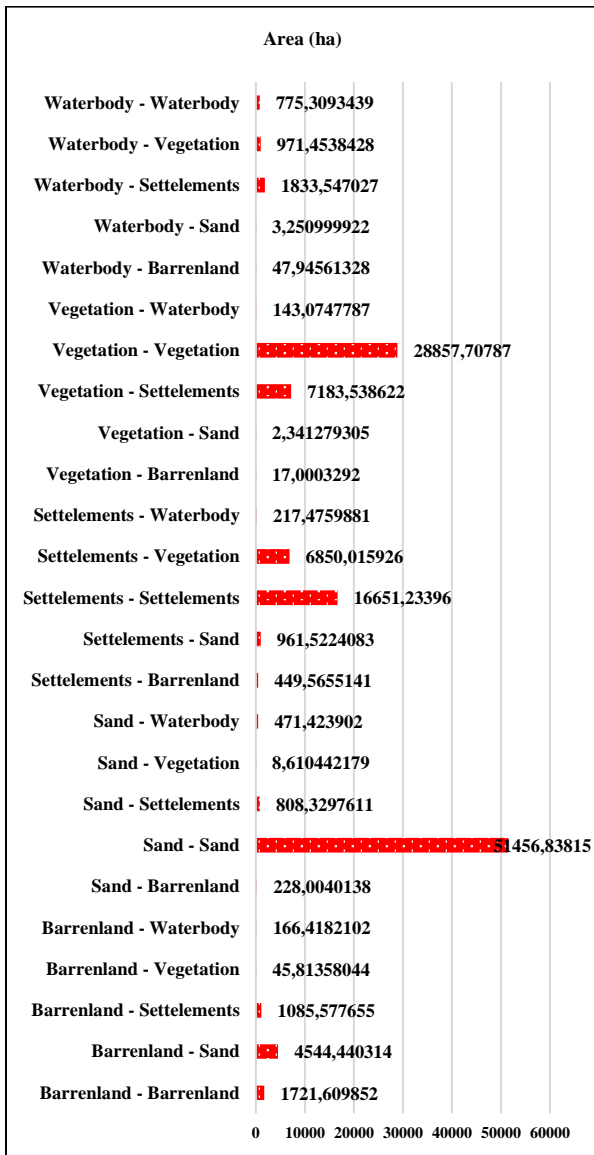 Area (ha)
Waterbody - Waterbody 775,3093439
Waterbody - Vegetation 971,4538428
Waterbody - Settelements 1833,547027
Waterbody - Sand 3,250999922
Waterbody - Barrenland 47,94561328
Vegetation - Waterbody 143,0747787
Vegetation - Vegetation 28857,70787
Vegetation - Settelements 7183,538622
Vegetation - Sand 2,341279305
Vegetation - Barrenland 17,0003292
Settelements - Waterbody 217,4759881
Settelements - Vegetation 6850,015926
Settelements - Settelements 16651,23396
Settelements - Sand 961,5224083
Settelements - Barrenland 449,5655141
Sand - Waterbody 471,423902
Sand - Vegetation 8,610442179
Sand - Settelements 808,3297611
Sand - Sand 51456,83815
Sand - Barrenland 228,0040138
Barrenland - Waterbody 166,4182102
Barrenland - Vegetation 45,81358044
Barrenland - Settelements 1085,577655
Barrenland - Sand 4544,440314
Barrenland - Barrenland 1721,609852
0 10000 20000 30000 40000 50000 60000